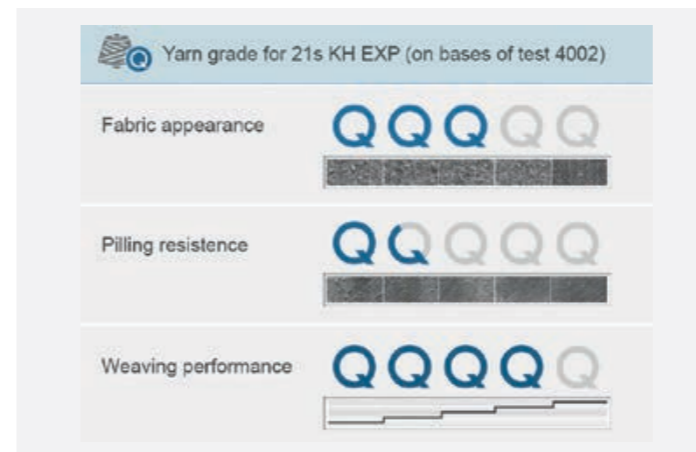 Yarn grade for 21s KH EXP (on bases of test 4002)
Fabric appearance
Q Q Q Q Q
Pilling resistence
Q Q Q Q Q
Weaving performance
Q Q Q Q Q